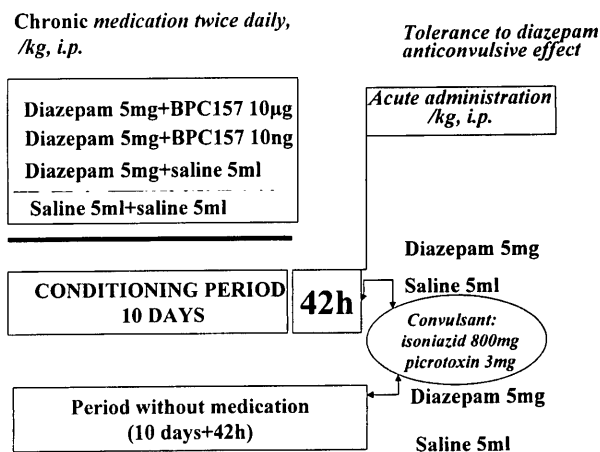 Chronic medication twice daily,
/kg, i.p.
Tolerance to diazepam
anticonvulsive effect
Diazepam 5mg+BPC157 10µg
Diazepam 5mg+BPC157 10ng
Diazepam 5mg+saline 5ml
Saline 5ml+saline 5ml
Acute administration
/kg, i.p.
CONDITIONING PERIOD
10 DAYS
42h
Diazepam 5mg
Saline 5ml
Convulsant:
isoniazid 800mg
picrotoxin 3mg
Period without medication
(10 days+42h)
Diazepam 5mg
Saline 5ml